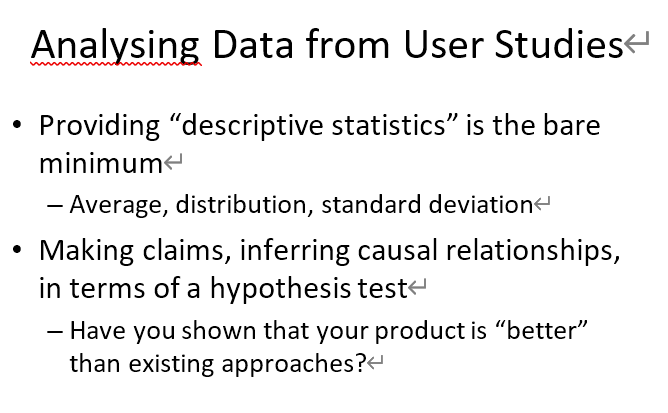 Analysing Data from User Studies
• Providing “descriptive statistics” is the bare
minimum
– Average, distribution, standard deviation
• Making claims, inferring causal relationships,
in terms of a hypothesis test
– Have you shown that your product is “better”
than existing approaches?